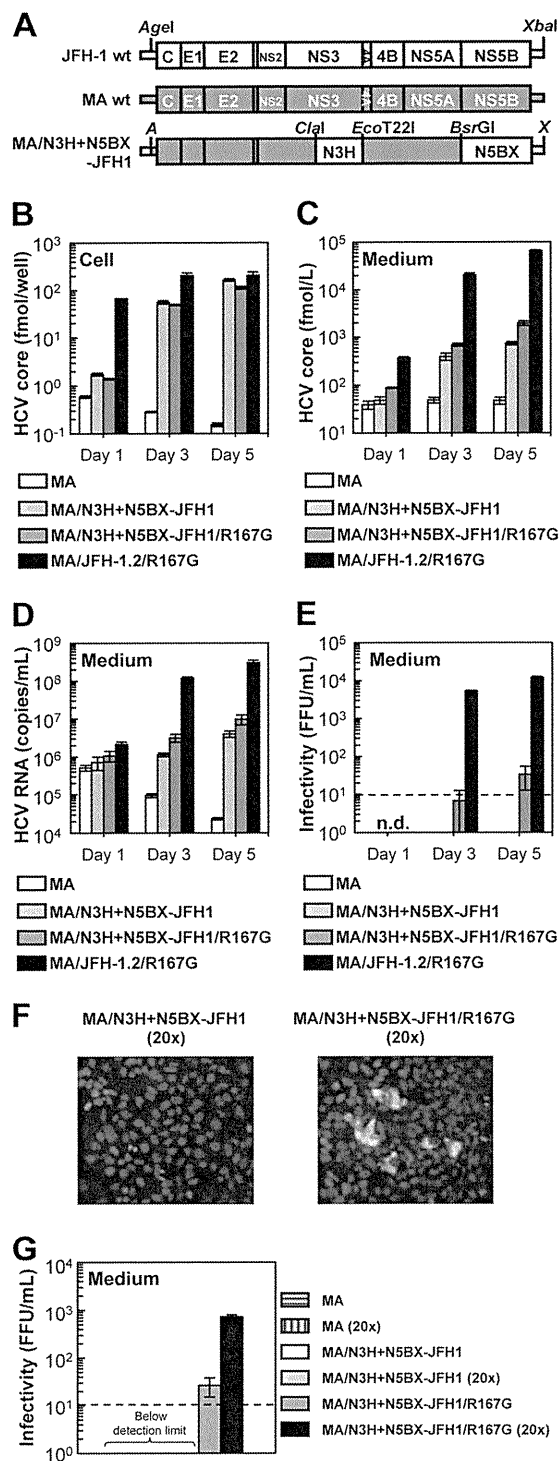 A
AgeI XbaI
JFH-1 wt C E1 E2 NS2 NS3 4B NS5A NS5B
MA wt C E1 E2 NS2 NS3 4B NS5A NS5B
A ClaI EcoT22I BsrGI X
MA/N3H+N5BX
-JFH1 N3H N5BX
B
Cell
HCV core (fmol/well)
10³
10²
10¹
10⁰
10⁻¹
Day 1 Day 3 Day 5
MA
MA/N3H+N5BX-JFH1
MA/N3H+N5BX-JFH1/R167G
MA/JFH-1.2/R167G
C
Medium
HCV core (fmol/L)
10⁵
10⁴
10³
10²
10¹
Day 1 Day 3 Day 5
MA
MA/N3H+N5BX-JFH1
MA/N3H+N5BX-JFH1/R167G
MA/JFH-1.2/R167G
D
Medium
HCV RNA (copies/mL)
10⁹
10⁸
10⁷
10⁶
10⁵
10⁴
Day 1 Day 3 Day 5
MA
MA/N3H+N5BX-JFH1
MA/N3H+N5BX-JFH1/R167G
MA/JFH-1.2/R167G
E
Medium
Infectivity (FFU/mL)
10⁵
10⁴
10³
10²
10¹
10⁰
n.d.
Day 1 Day 3 Day 5
MA
MA/N3H+N5BX-JFH1
MA/N3H+N5BX-JFH1/R167G
MA/JFH-1.2/R167G
F
MA/N3H+N5BX-JFH1
(20x)
MA/N3H+N5BX-JFH1/R167G
(20x)
G
Medium
Infectivity (FFU/mL)
10⁴
10³
10²
10¹
10⁰
Below
detection limit
MA
MA (20x)
MA/N3H+N5BX-JFH1
MA/N3H+N5BX-JFH1 (20x)
MA/N3H+N5BX-JFH1/R167G
MA/N3H+N5BX-JFH1/R167G (20x)